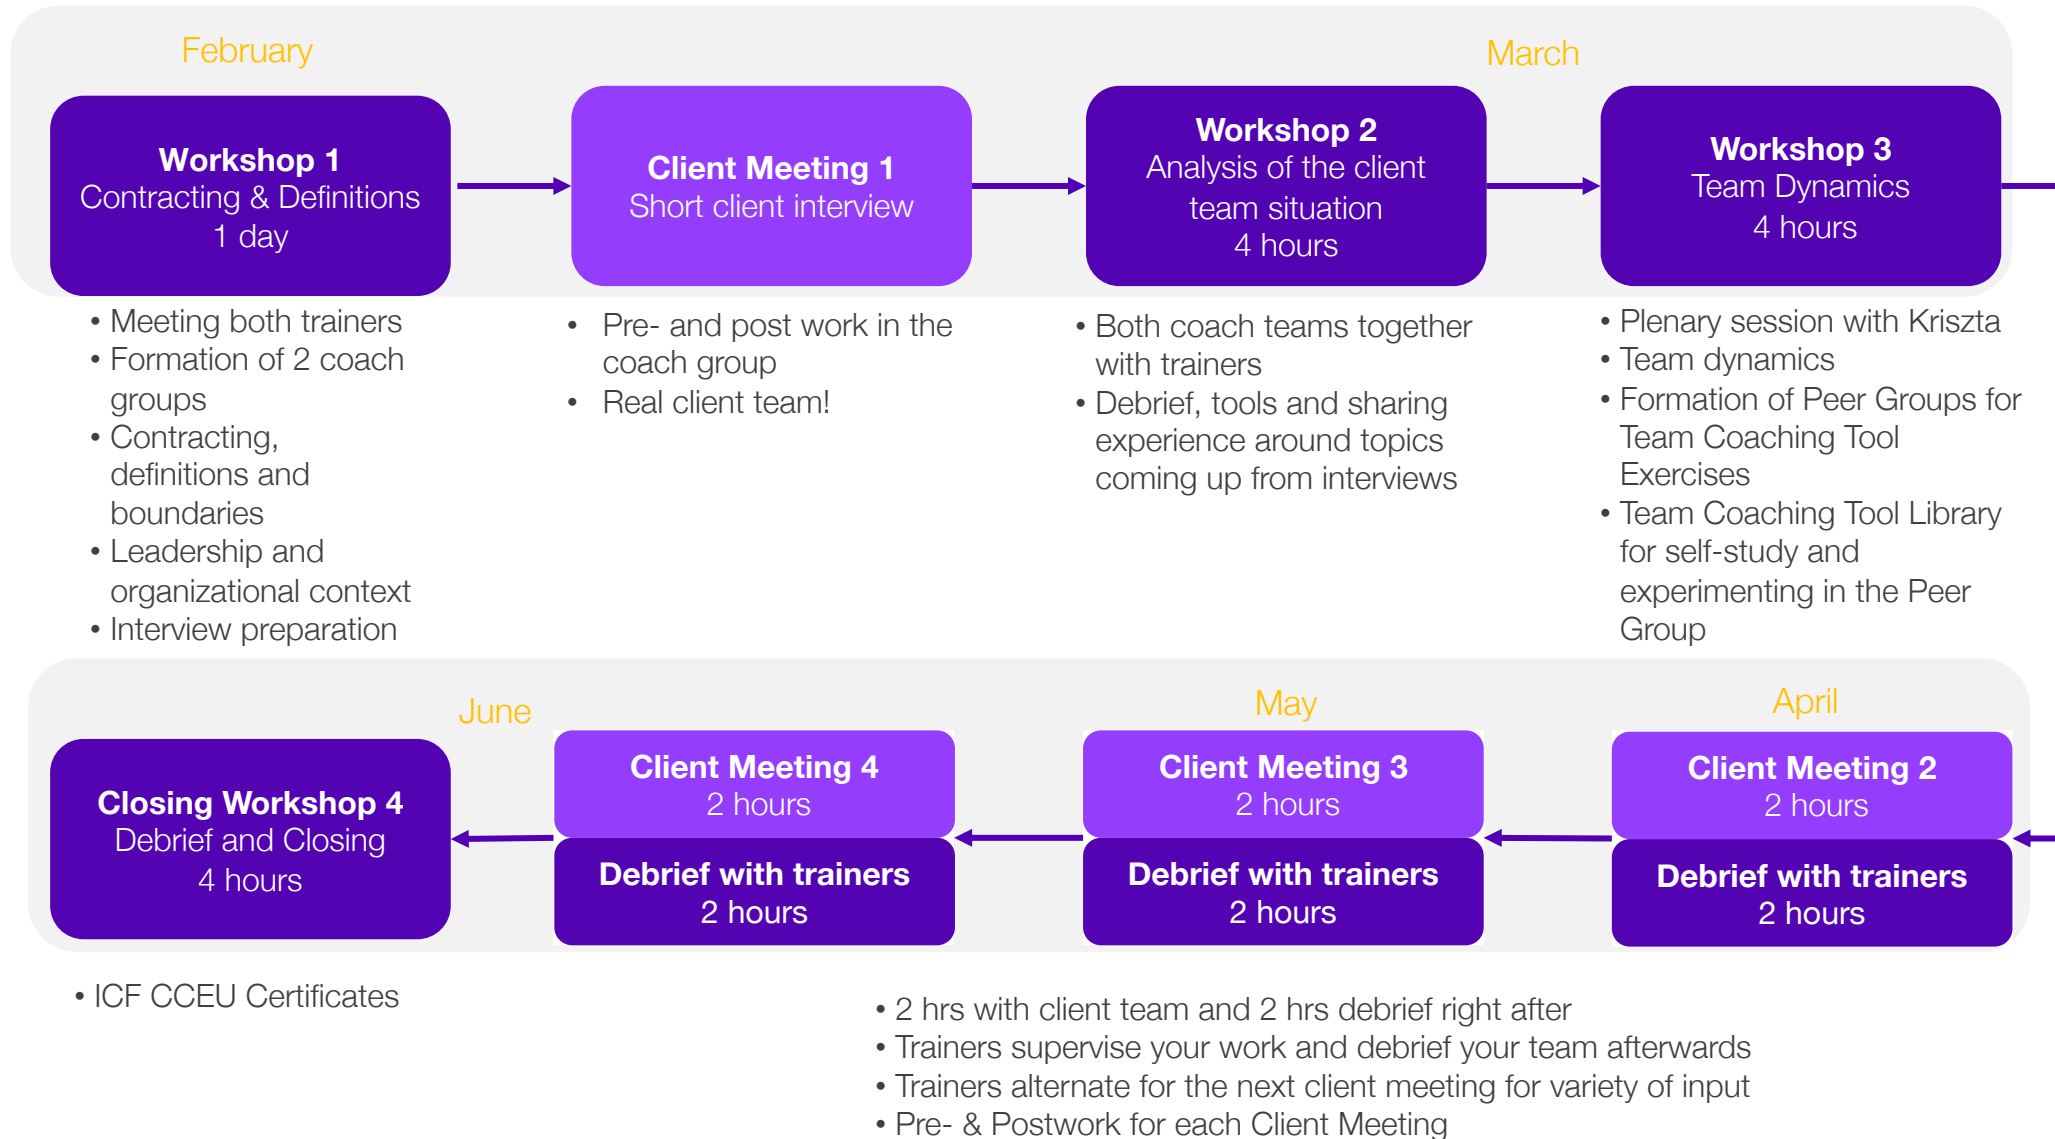 February
March
Workshop 1
Contracting & Definitions
1 day
Client Meeting 1
Short client interview
Workshop 2
Analysis of the client
team situation
4 hours
Workshop 3
Team Dynamics
4 hours
• Meeting both trainers
• Formation of 2 coach
groups
• Contracting,
definitions and
boundaries
• Leadership and
organizational context
• Interview preparation
• Pre- and post work in the
coach group
• Real client team!
• Both coach teams together
with trainers
• Debrief, tools and sharing
experience around topics
coming up from interviews
• Plenary session with Kriszta
• Team dynamics
• Formation of Peer Groups for
Team Coaching Tool
Exercises
• Team Coaching Tool Library
for self-study and
experimenting in the Peer
Group
June
May
April
Closing Workshop 4
Debrief and Closing
4 hours
Client Meeting 4
2 hours
Debrief with trainers
2 hours
Client Meeting 3
2 hours
Debrief with trainers
2 hours
Client Meeting 2
2 hours
Debrief with trainers
2 hours
• ICF CCEU Certificates
• 2 hrs with client team and 2 hrs debrief right after
• Trainers supervise your work and debrief your team afterwards
• Trainers alternate for the next client meeting for variety of input
• Pre- & Postwork for each Client Meeting